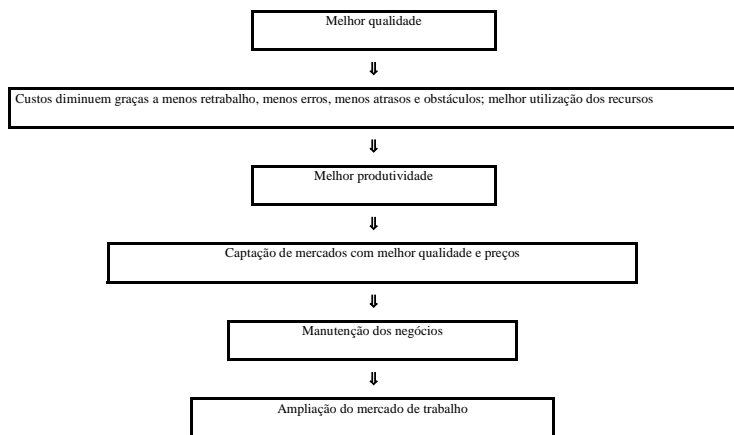 Melhor qualidade
⇓
Custos diminuem graças a menos retrabalho, menos erros, menos atrasos e obstáculos; melhor utilização dos recursos
⇓
Melhor produtividade
⇓
Captação de mercados com melhor qualidade e preços
⇓
Manutenção dos negócios
⇓
Ampliação do mercado de trabalho